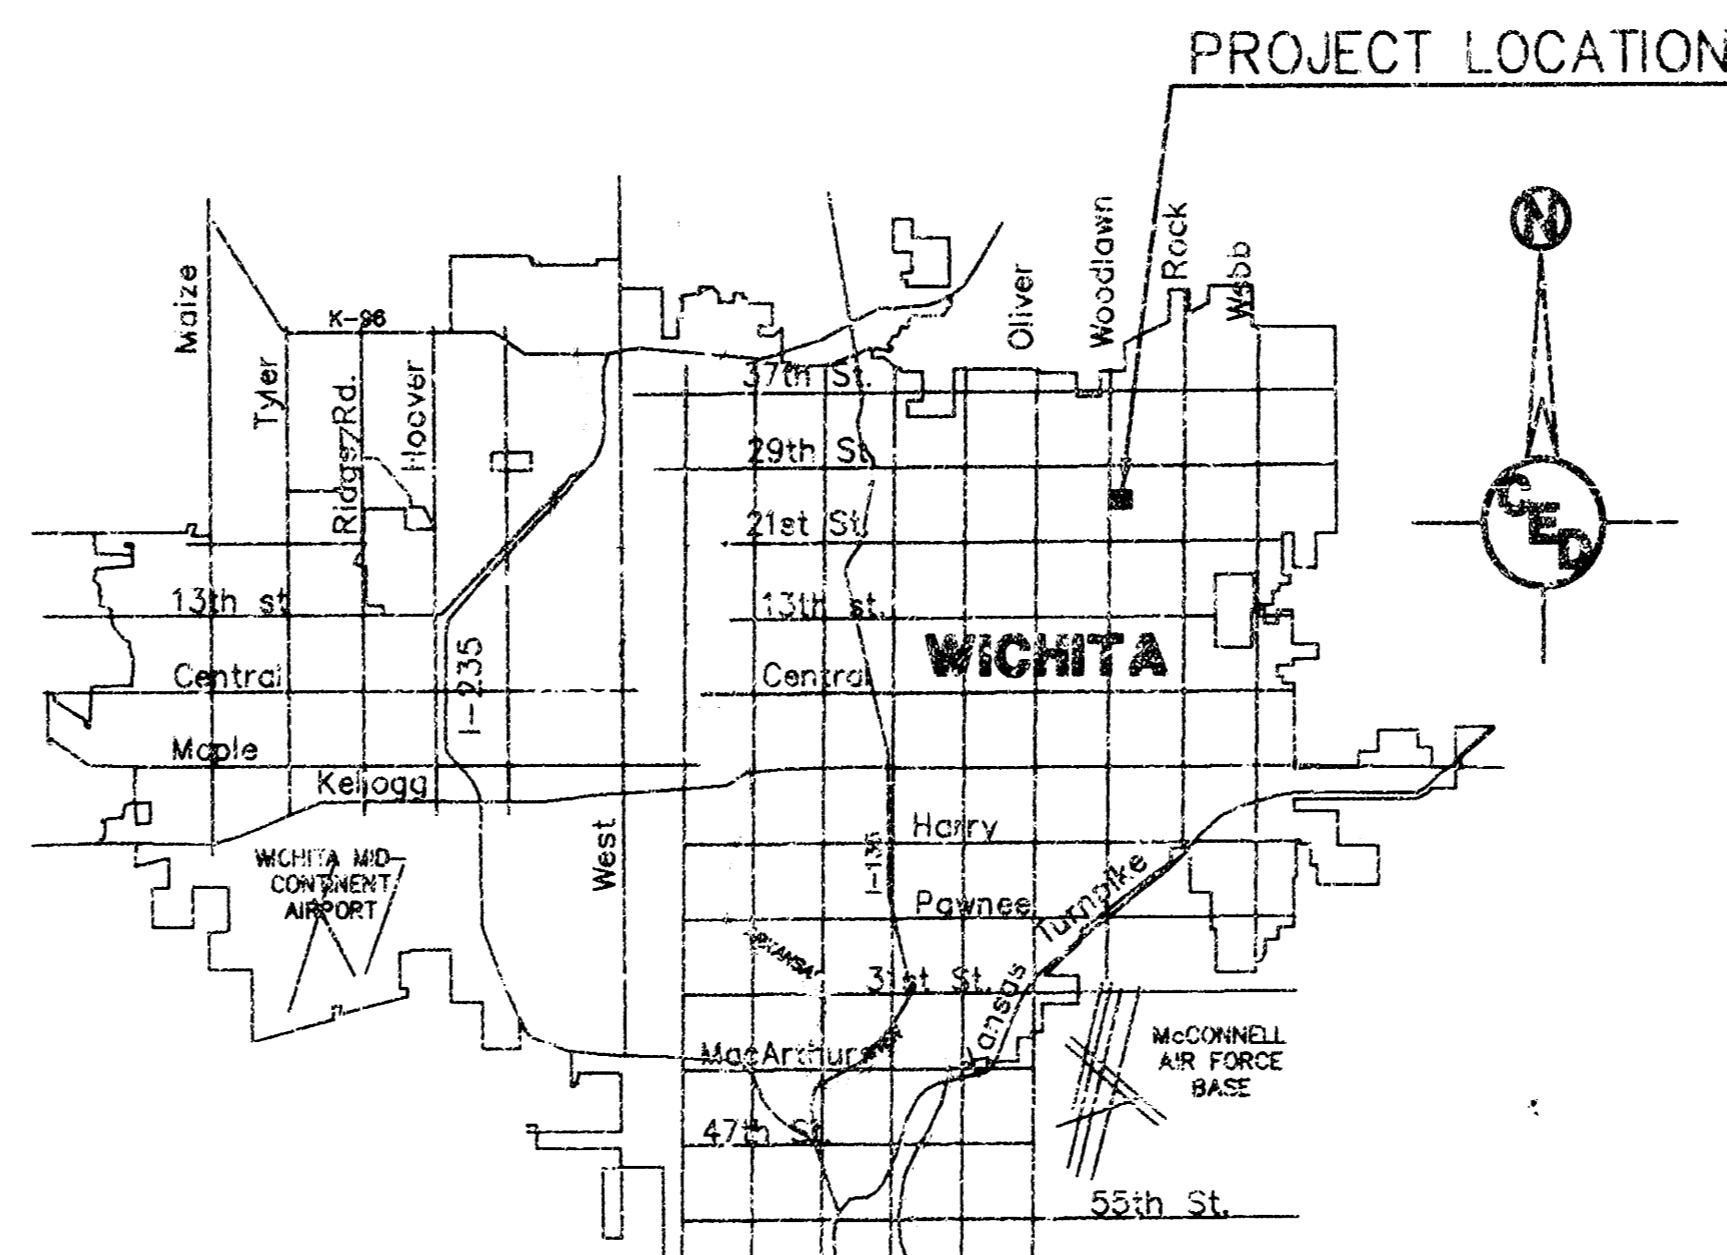 PROJECT LOCATION
N
Maize
K-96
Tyler
Ridge Rd.
Hoover
Oliver
Woodlawn
Rock
Webb
37th St.
29th St
21st St.
CED
13th st
13th st.
WICHITA
I-235
Central
Central
Maple
Kellogg
West
Harry
I-135
WICHITA MID-
CONTINENT
AIRPORT
Pawnee
Kansas Turnpike
31st St.
MacArthur
McCONNELL
AIR FORCE
BASE
47th St.
55th St.